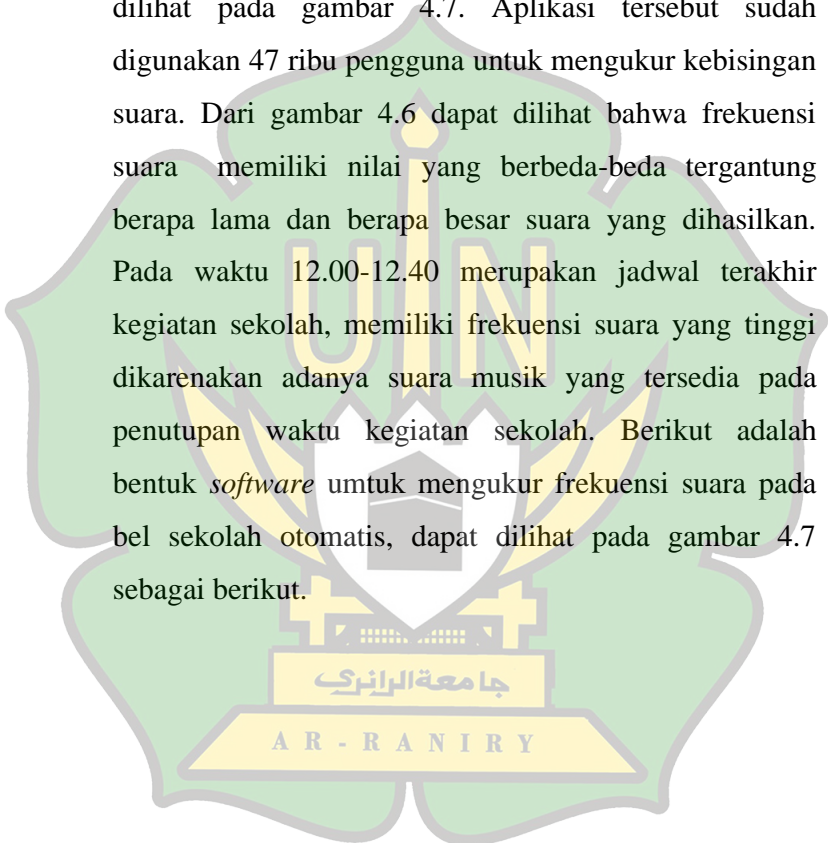 dilihat pada gambar 4.7. Aplikasi tersebut sudah
digunakan 47 ribu pengguna untuk mengukur kebisingan
suara. Dari gambar 4.6 dapat dilihat bahwa frekuensi
suara memiliki nilai yang berbeda-beda tergantung
berapa lama dan berapa besar suara yang dihasilkan.
Pada waktu 12.00-12.40 merupakan jadwal terakhir
kegiatan sekolah, memiliki frekuensi suara yang tinggi
dikarenakan adanya suara musik yang tersedia pada
penutupan waktu kegiatan sekolah. Berikut adalah
bentuk software umtuk mengukur frekuensi suara pada
bel sekolah otomatis, dapat dilihat pada gambar 4.7
sebagai berikut.
UIN
جامعة الرانري
AR-RANIRY